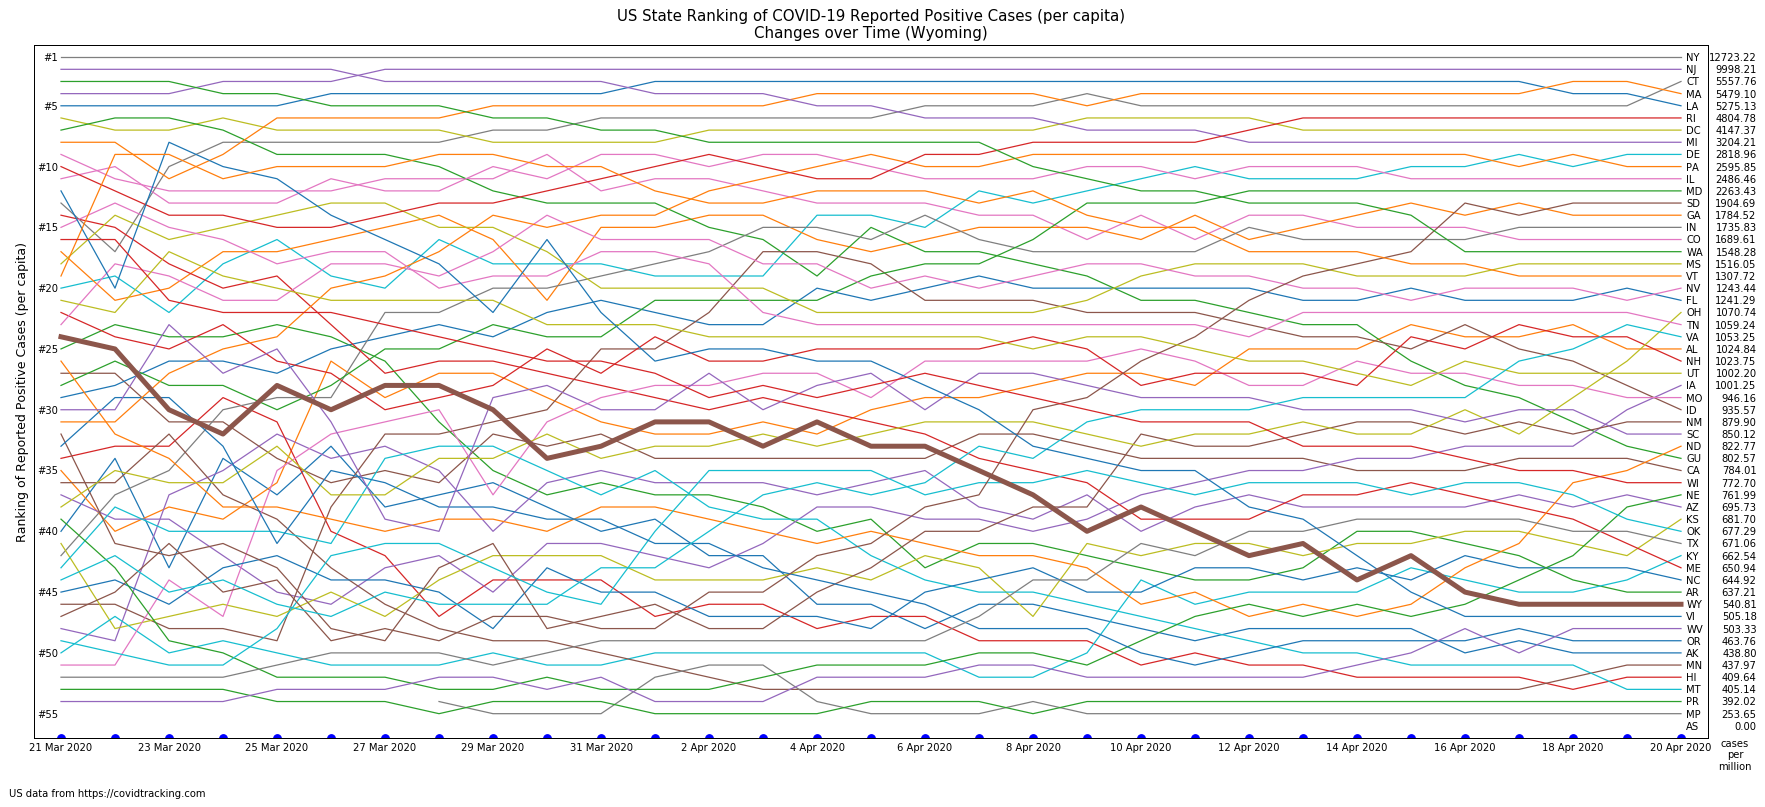 US State Ranking of COVID-19 Reported Positive Cases (per capita)
Changes over Time (Wyoming)
Ranking of Reported Positive Cases (per capita)
#1
#5
#10
#15
#20
#25
#30
#35
#40
#45
#50
#55
NY 12723.22
NJ 9998.21
CT 5557.76
MA 5479.10
LA 5275.13
RI 4804.78
DC 4147.37
MI 3204.21
DE 2818.96
PA 2595.85
IL 2486.46
MD 2263.43
SD 1904.69
GA 1784.52
IN 1735.83
CO 1689.61
WA 1548.28
MS 1516.05
VT 1307.72
NV 1243.44
FL 1241.29
OH 1070.74
TN 1059.24
VA 1053.25
AL 1024.84
NH 1023.75
UT 1002.20
IA 1001.25
MO 946.16
ID 935.57
NM 879.90
SC 850.12
ND 822.77
GU 802.57
CA 784.01
WI 772.70
NE 761.99
AZ 695.73
KS 681.70
OK 677.29
TX 671.06
KY 662.54
ME 650.94
NC 644.92
AR 637.21
WY 540.81
VI 505.18
WV 503.33
OR 463.76
AK 438.80
MN 437.97
HI 409.64
MT 405.14
PR 392.02
MP 253.65
AS 0.00
21 Mar 2020 23 Mar 2020 25 Mar 2020 27 Mar 2020 29 Mar 2020 31 Mar 2020 2 Apr 2020 4 Apr 2020 6 Apr 2020 8 Apr 2020 10 Apr 2020 12 Apr 2020 14 Apr 2020 16 Apr 2020 18 Apr 2020 20 Apr 2020
cases
per
million
US data from https://covidtracking.com